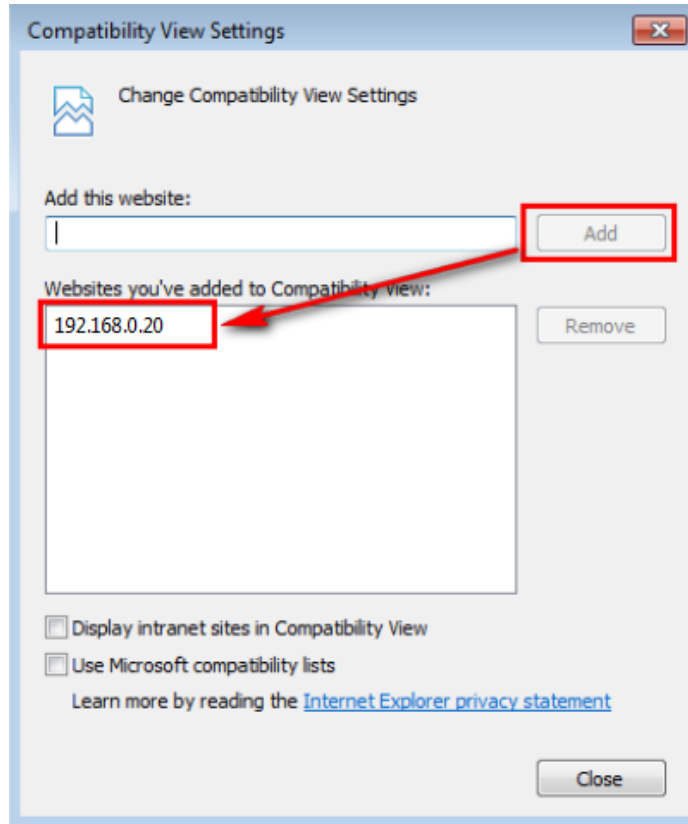 Compatibility View Settings
Change Compatibility View Settings
Add this website:
Add
Websites you've added to Compatibility View:
192.168.0.20
Remove
Display intranet sites in Compatibility View
Use Microsoft compatibility lists
Learn more by reading the Internet Explorer privacy statement
Close